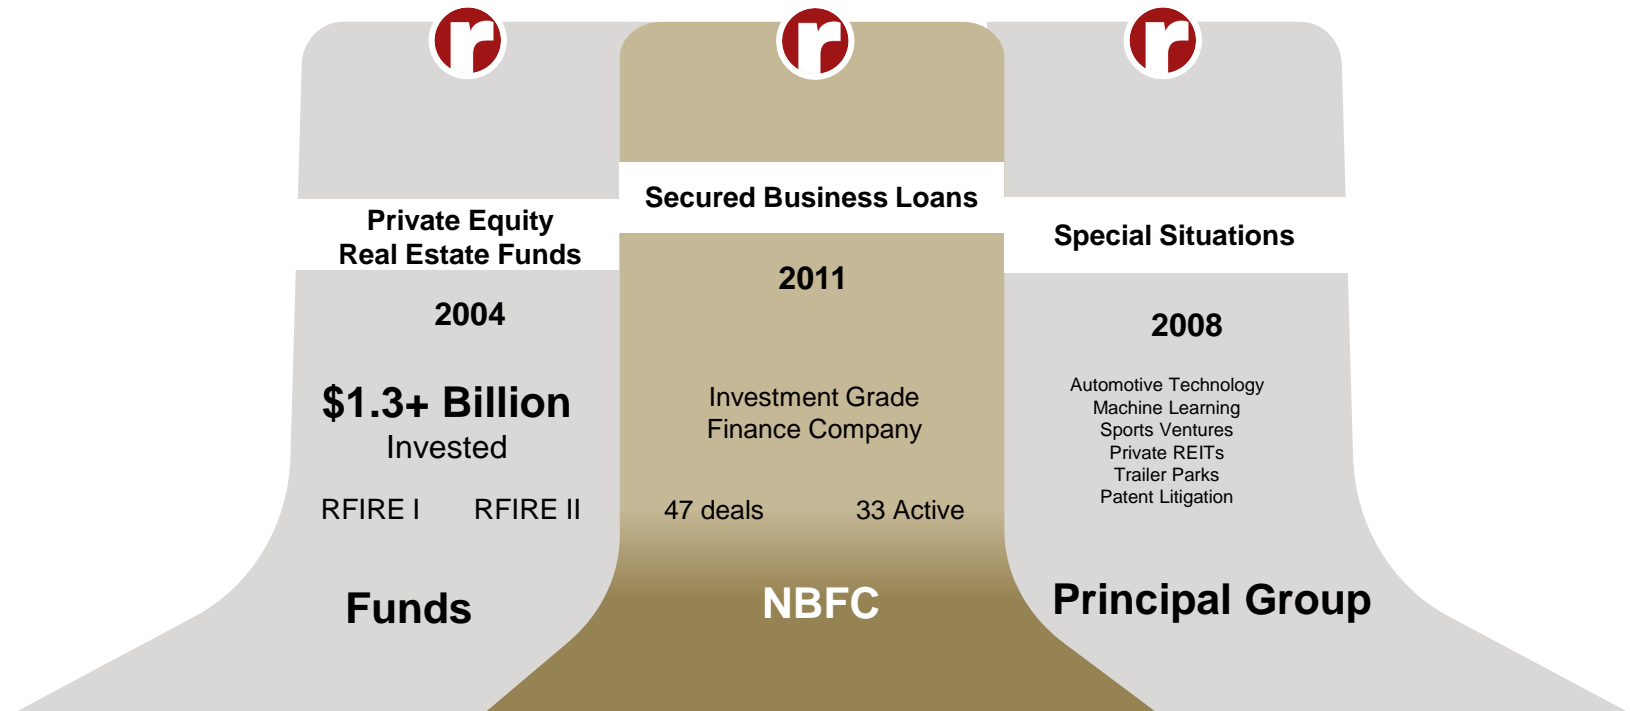 r
Private Equity
Real Estate Funds
2004
$1.3+ Billion
Invested
RFIRE I RFIRE II
Funds
r
Secured Business Loans
2011
Investment Grade
Finance Company
47 deals 33 Active
NBFC
r
Special Situations
2008
Automotive Technology
Machine Learning
Sports Ventures
Private REITs
Trailer Parks
Patent Litigation
Principal Group